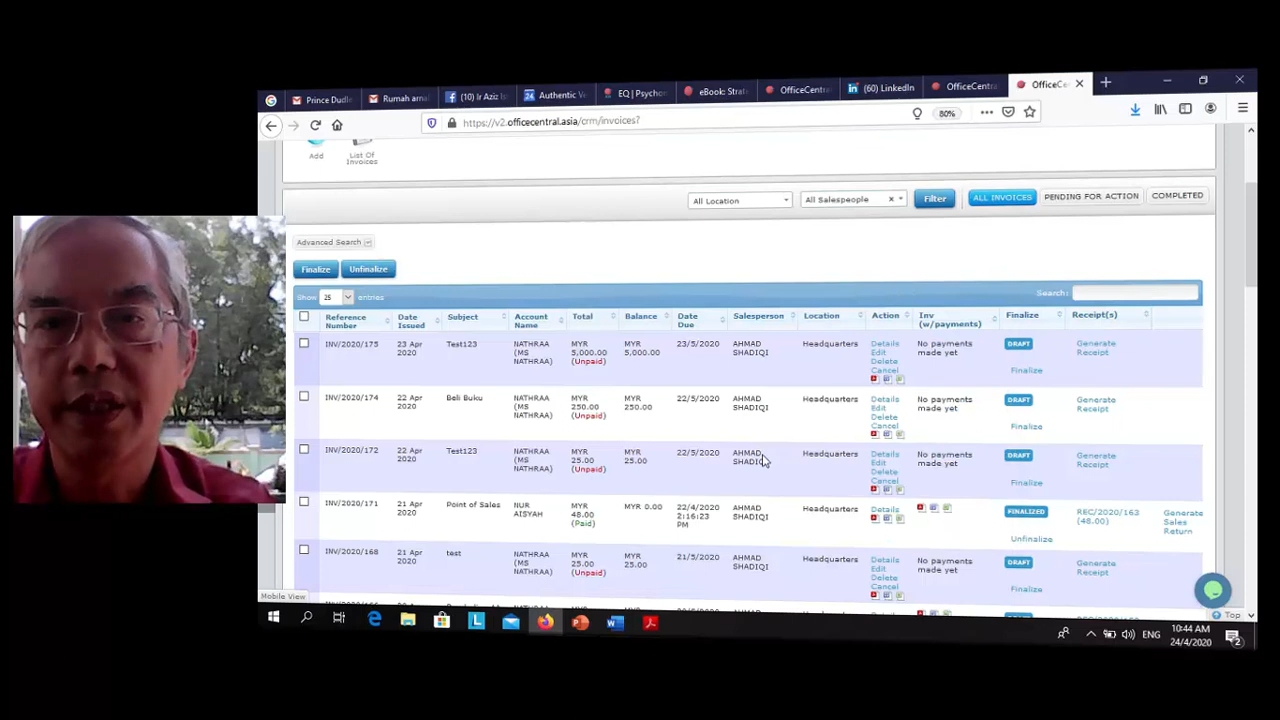 Prince Dudle
Rumah amal
(10) Ir Aziz Is
Authentic Ve
EQ | Psychon
eBook: Strate
OfficeCentral
(60) LinkedIn
OfficeCentra
OfficeCentr
https://v2.officecentral.asia/crm/invoices?
80%
Add
List Of
Invoices
All Location
All Salespeople
Filter
ALL INVOICES
PENDING FOR ACTION
COMPLETED
Advanced Search
Finalize
Unfinalize
Show 25 entries
Search:
Reference Number
Date Issued
Subject
Account Name
Total
Balance
Date Due
Salesperson
Location
Action
Inv (w/payments)
Finalize
Receipt(s)
INV/2020/175
23 Apr 2020
Test123
NATHRAA (MS NATHRAA)
MYR 5,000.00 (Unpaid)
MYR 5,000.00
23/5/2020
AHMAD SHADIQI
Headquarters
Details
Edit
Delete
Cancel
No payments made yet
DRAFT
Finalize
Generate Receipt
INV/2020/174
22 Apr 2020
Beli Buku
NATHRAA (MS NATHRAA)
MYR 250.00 (Unpaid)
MYR 250.00
22/5/2020
AHMAD SHADIQI
Headquarters
Details
Edit
Delete
Cancel
No payments made yet
DRAFT
Finalize
Generate Receipt
INV/2020/172
22 Apr 2020
Test123
NATHRAA (MS NATHRAA)
MYR 25.00 (Unpaid)
MYR 25.00
22/5/2020
AHMAD SHADIQI
Headquarters
Details
Edit
Delete
Cancel
No payments made yet
DRAFT
Finalize
Generate Receipt
INV/2020/171
21 Apr 2020
Point of Sales
NUR AISYAH
MYR 48.00 (Paid)
MYR 0.00
22/4/2020 2:16:23 PM
AHMAD SHADIQI
Headquarters
Details
FINALIZED
Unfinalize
REC/2020/163 (48.00)
Generate Sales Return
INV/2020/168
21 Apr 2020
test
NATHRAA (MS NATHRAA)
MYR 25.00 (Unpaid)
MYR 25.00
21/5/2020
AHMAD SHADIQI
Headquarters
Details
Edit
Delete
Cancel
No payments made yet
DRAFT
Finalize
Generate Receipt
Mobile View
Top
ENG
10:44 AM
24/4/2020
2